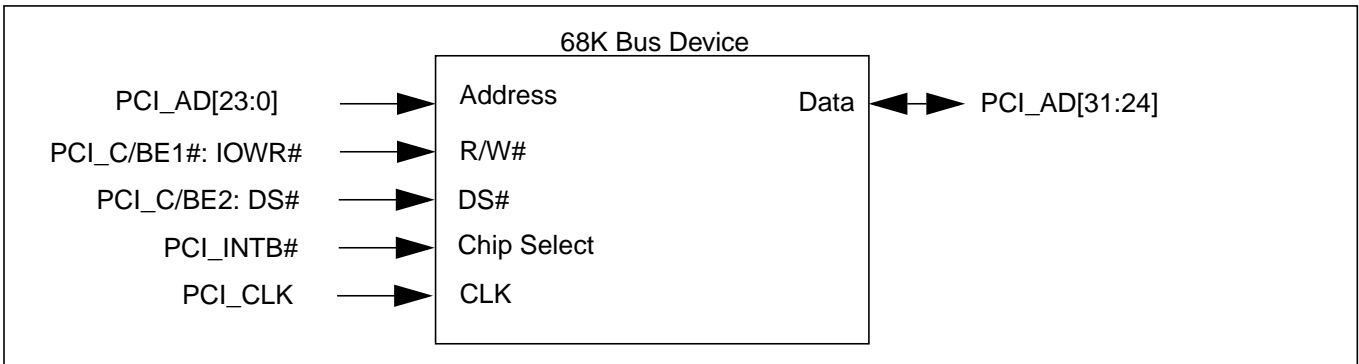 68K Bus Device
PCI_AD[23:0] Address Data PCI_AD[31:24]
PCI_C/BE1#: IOWR# R/W#
PCI_C/BE2: DS# DS#
PCI_INTB# Chip Select
PCI_CLK CLK